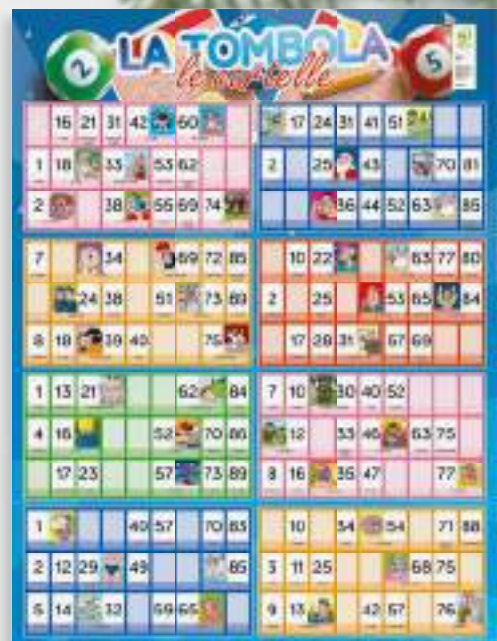 2
LA TOMBOLA
le cartelle
5
16 21 31 42 60
1 18 33 53 62
2 38 55 69 74
17 24 31 41 51
2 25 43 70 81
36 44 52 63 85
7 34 69 72 85
24 38 51 73 89
8 18 39 40 75
10 22 63 77 80
2 25 53 65 84
17 28 31 67 69
1 13 21 62 84
4 16 52 70 86
17 23 57 73 89
7 10 30 40 52
12 33 46 63 75
8 16 35 47 77
1 40 57 70 83
2 12 29 49 85
5 14 32 59 65
10 34 54 71 88
3 11 25 68 75
9 13 42 57 76